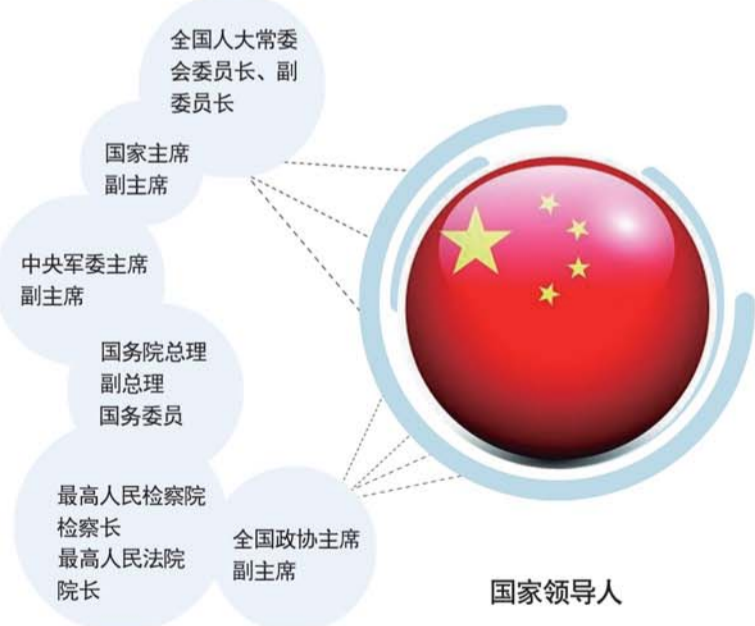 全国人大常委
会委员长、副
委员长
国家主席
副主席
中央军委主席
副主席
国务院总理
副总理
国务委员
最高人民检察院
检察长
最高人民法院
院长
全国政协主席
副主席
国家领导人